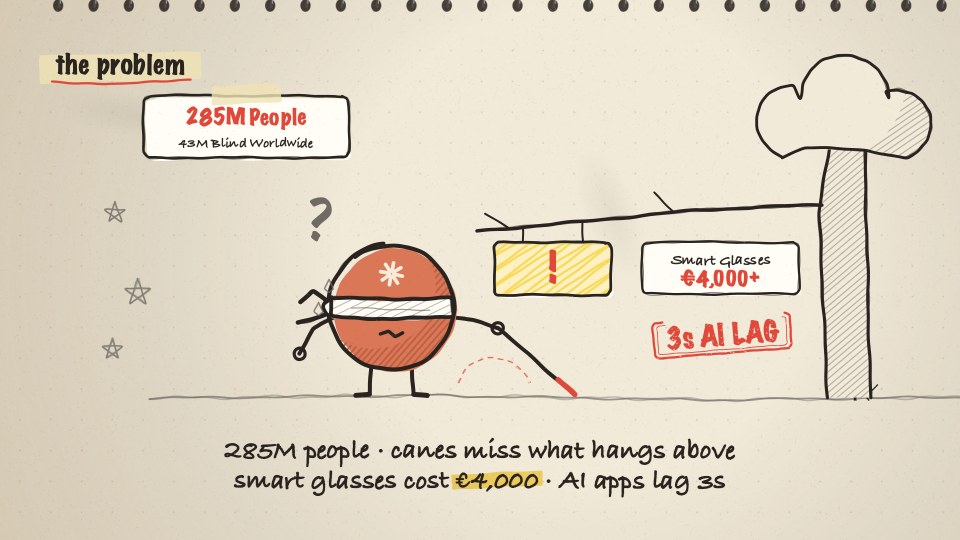 the problem
285M People
43M Blind Worldwide
?
!
Smart Glasses
€4,000+
3s AI LAG
285M people · canes miss what hangs above
smart glasses cost €4,000 · AI apps lag 3s